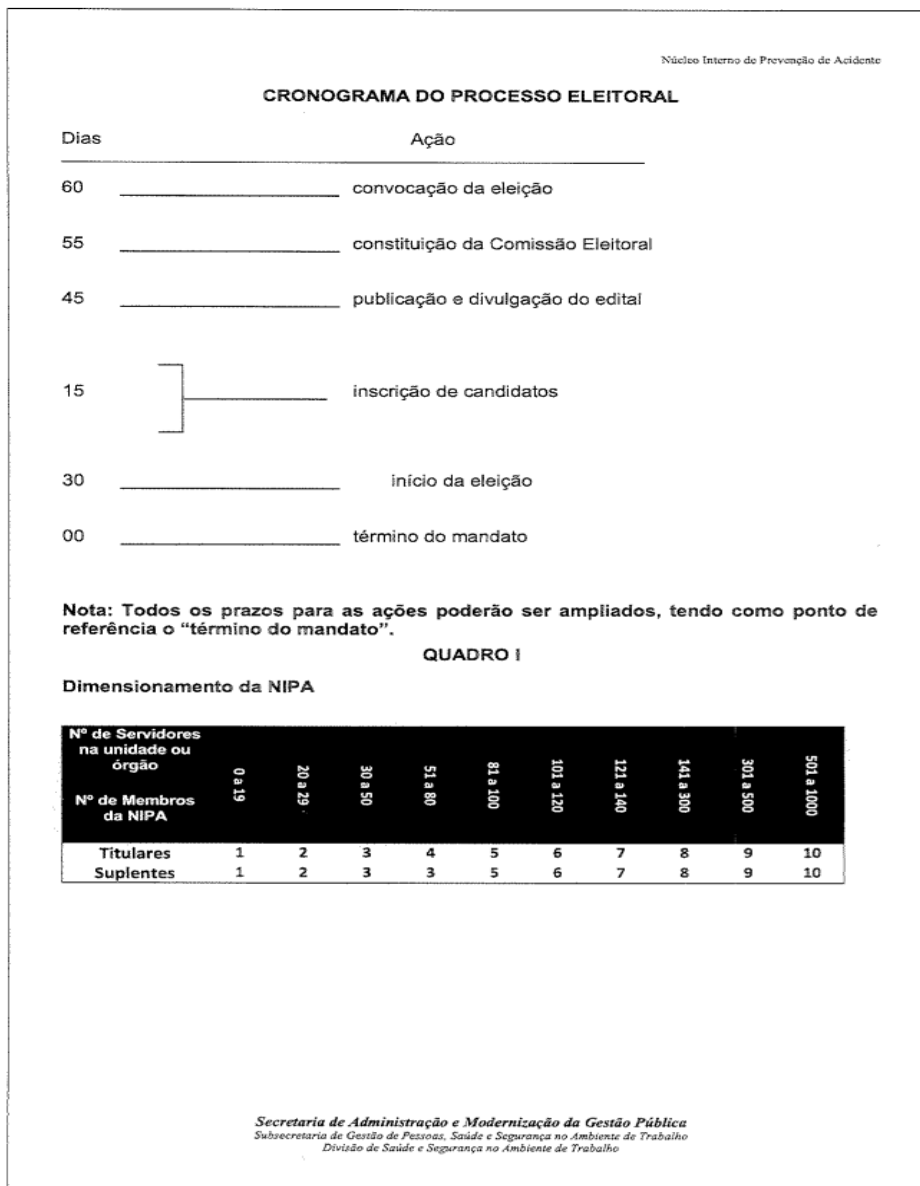 Núcleo Interno de Prevenção de Acidente
CRONOGRAMA DO PROCESSO ELEITORAL
Dias Ação
60 convocação da eleição
55 constituição da Comissão Eleitoral
45 publicação e divulgação do edital
15 inscrição de candidatos
30 início da eleição
00 término do mandato
Nota: Todos os prazos para as ações poderão ser ampliados, tendo como ponto de
referência o “término do mandato”.
QUADRO I
Dimensionamento da NIPA
Nº de Servidores
na unidade ou
órgão
Nº de Membros
da NIPA
0 a 19 20 a 29 30 a 50 51 a 80 81 a 100 101 a 120 121 a 140 141 a 300 301 a 500 501 a 1000
Titulares 1 2 3 4 5 6 7 8 9 10
Suplentes 1 2 3 3 5 6 7 8 9 10
Secretaria de Administração e Modernização da Gestão Pública
Subsecretaria de Gestão de Pessoas, Saúde e Segurança no Ambiente de Trabalho
Divisão de Saúde e Segurança no Ambiente de Trabalho